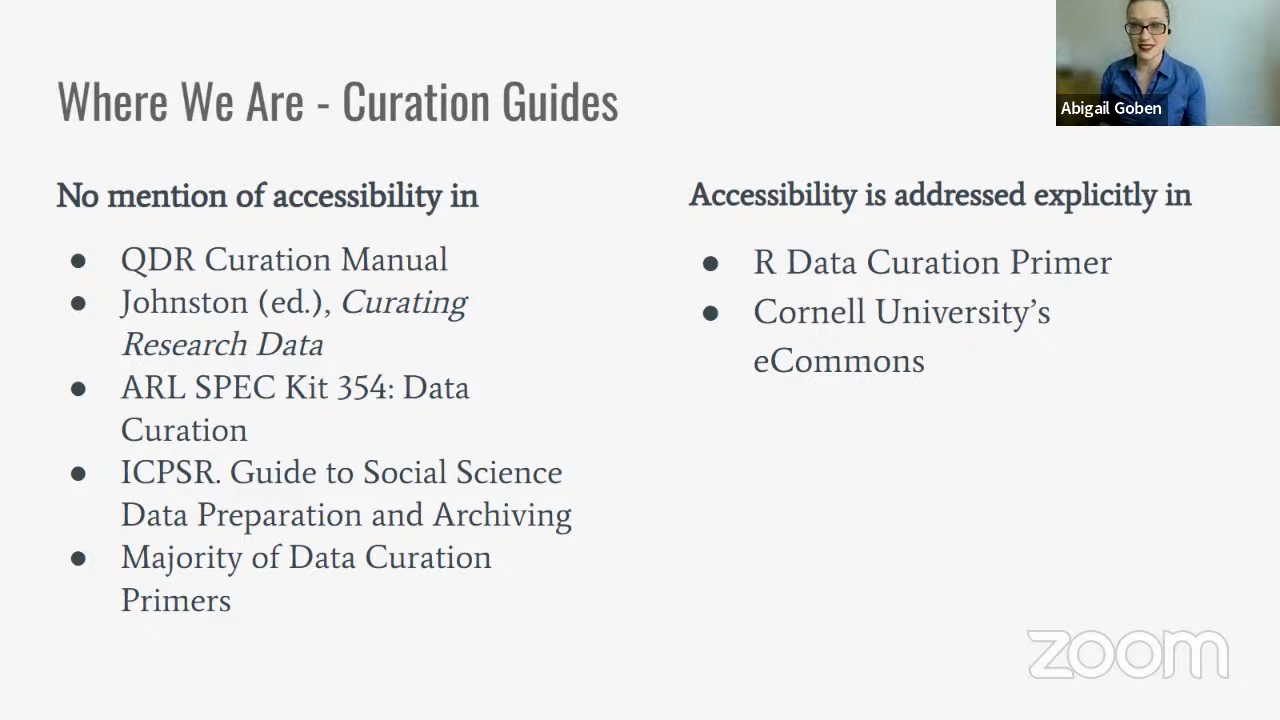 Where We Are - Curation Guides
Abigail Goben
No mention of accessibility in
● QDR Curation Manual
● Johnston (ed.), Curating
Research Data
● ARL SPEC Kit 354: Data
Curation
● ICPSR. Guide to Social Science
Data Preparation and Archiving
● Majority of Data Curation
Primers
Accessibility is addressed explicitly in
● R Data Curation Primer
● Cornell University’s
eCommons
zoom